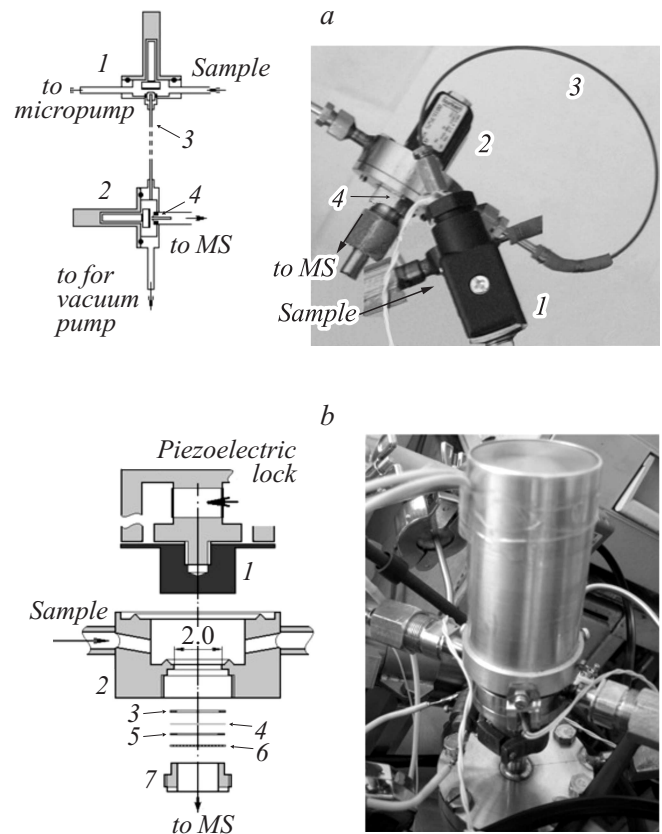 a
1
Sample
to
micropump
3
2
4
to MS
to for
vacuum
pump
3
2
4
to MS
Sample
1
b
Piezoelectric
lock
1
Sample
2.0
2
3
4
5
6
7
to MS